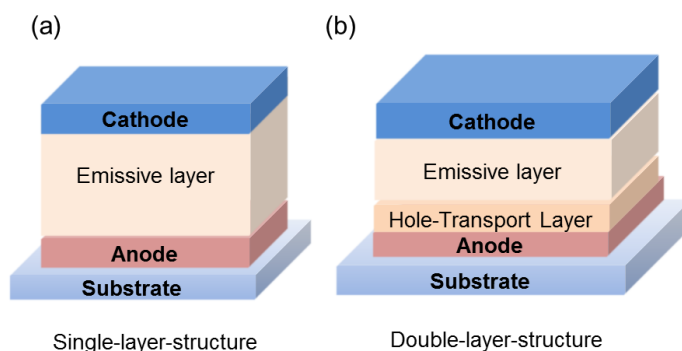 (a)
Cathode
Emissive layer
Anode
Substrate
Single-layer-structure
(b)
Cathode
Emissive layer
Hole-Transport Layer
Anode
Substrate
Double-layer-structure